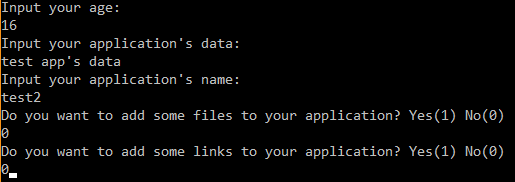 Input your age:
16
Input your application's data:
test app's data
Input your application's name:
test2
Do you want to add some files to your application? Yes(1) No(0)
0
Do you want to add some links to your application? Yes(1) No(0)
0